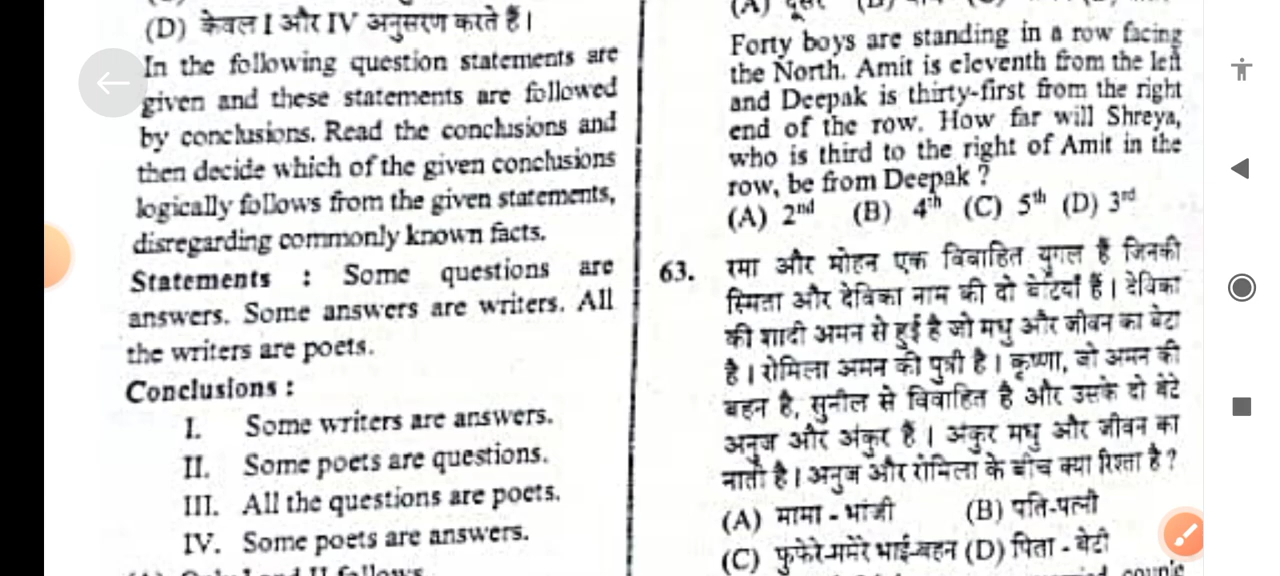 (D) केवल I और IV अनुसरण करते हैं।
In the following question statements are
given and these statements are followed
by conclusions. Read the conclusions and
then decide which of the given conclusions
logically follows from the given statements,
disregarding commonly known facts.
Statements : Some questions are
answers. Some answers are writers. All
the writers are poets.
Conclusions :
I. Some writers are answers.
II. Some poets are questions.
III. All the questions are poets.
IV. Some poets are answers.
Forty boys are standing in a row facing
the North. Amit is eleventh from the left
and Deepak is thirty-first from the right
end of the row. How far will Shreya,
who is third to the right of Amit in the
row, be from Deepak ?
(A) 2nd (B) 4th (C) 5th (D) 3rd
63. रमा और मोहन एक विवाहित युगल हैं जिनकी
स्मिता और देविका नाम की दो बेटियाँ हैं। देविका
की शादी अमन से हुई है जो मधु और जीवन का बेटा
है। रोमिला अमन की पुत्री है। कृष्णा, जो अमन की
बहन है, सुनील से विवाहित है और उसके दो बेटे
अनुज और अंकुर हैं। अंकुर मधु और जीवन का
नाती है। अनुज और रोमिला के बीच क्या रिश्ता है?
(A) मामा - भांजी (B) पति-पत्नी
(C) फुफेरे-ममेरे भाई-बहन (D) पिता - बेटी